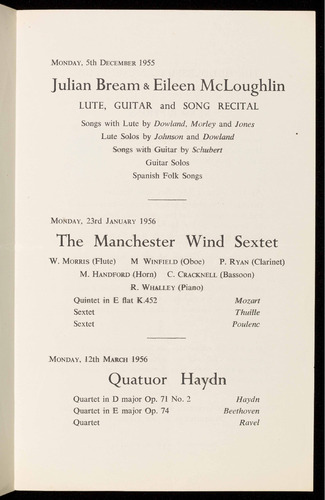 MONDAY, 5th DECEMBER 1955
Julian Bream & Eileen McLoughlin
LUTE, GUITAR and SONG RECITAL
Songs with Lute by Dowland, Morley and Jones
Lute Solos by Johnson and Dowland
Songs with Guitar by Schubert
Guitar Solos
Spanish Folk Songs
MONDAY, 23rd JANUARY 1956
The Manchester Wind Sextet
W. MORRIS (Flute) M WINFIELD (Oboe) P. RYAN (Clarinet)
M. HANDFORD (Horn) C. CRACKNELL (Bassoon)
R. WHALLEY (Piano)
Quintet in E flat K.452 Mozart
Sextet Thuille
Sextet Poulenc
MONDAY, 12th MARCH 1956
Quatuor Haydn
Quartet in D major Op. 71 No. 2 Haydn
Quartet in E major Op. 74 Beethoven
Quartet Ravel